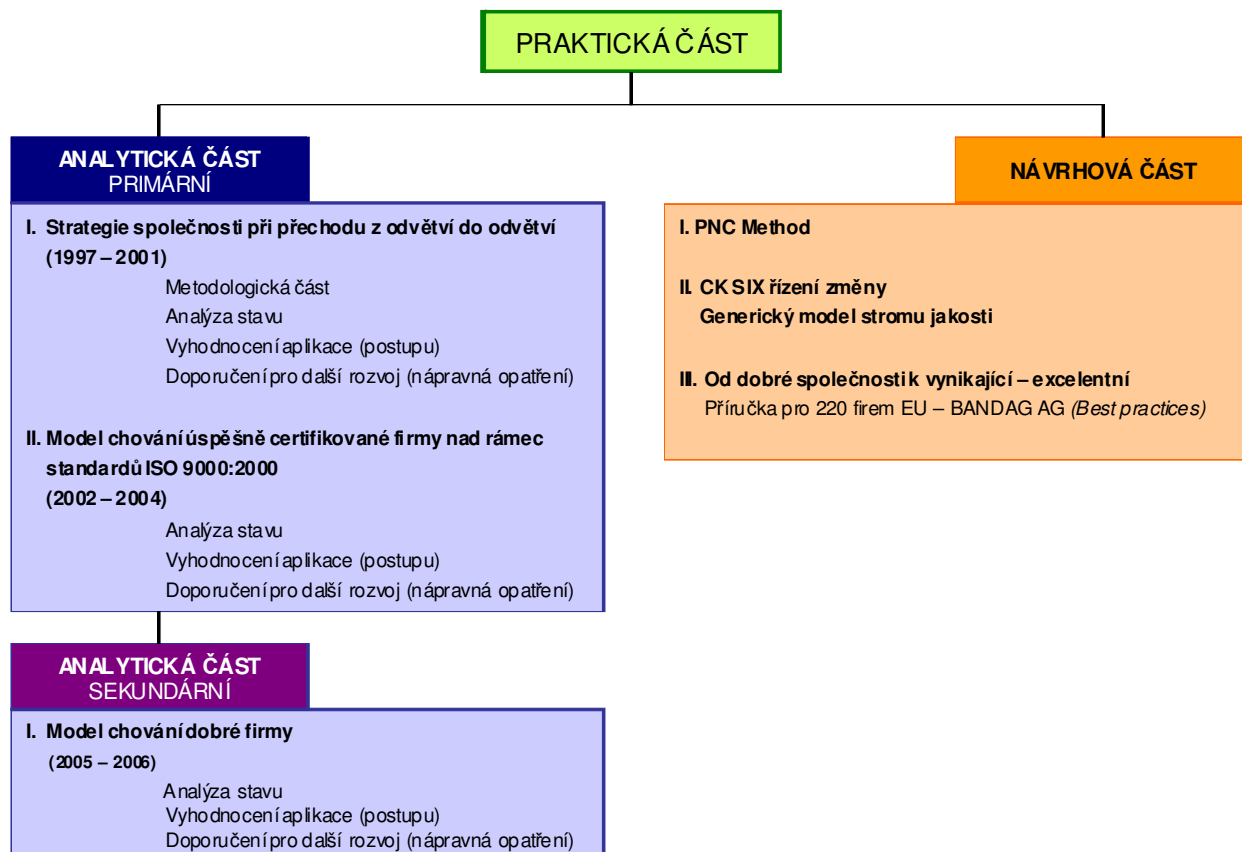 PRAKTICKÁ ČÁST
ANALYTICKÁ ČÁST
PRIMÁRNÍ
I. Strategie společnosti při přechodu z odvětví do odvětví
(1997 – 2001)
Metodologická část
Analýza stavu
Vyhodnocení aplikace (postupu)
Doporučení pro další rozvoj (nápravná opatření)
II. Model chování úspěšně certifikované firmy nad rámec
standardů ISO 9000:2000
(2002 – 2004)
Analýza stavu
Vyhodnocení aplikace (postupu)
Doporučení pro další rozvoj (nápravná opatření)
ANALYTICKÁ ČÁST
SEKUNDÁRNÍ
I. Model chování dobré firmy
(2005 – 2006)
Analýza stavu
Vyhodnocení aplikace (postupu)
Doporučení pro další rozvoj (nápravná opatření)
NÁVRHOVÁ ČÁST
I. PNC Method
II. CK SIX řízení změny
Generický model stromu jakosti
III. Od dobré společnosti k vynikající – excelentní
Příručka pro 220 firem EU – BANDAG AG (Best practices)